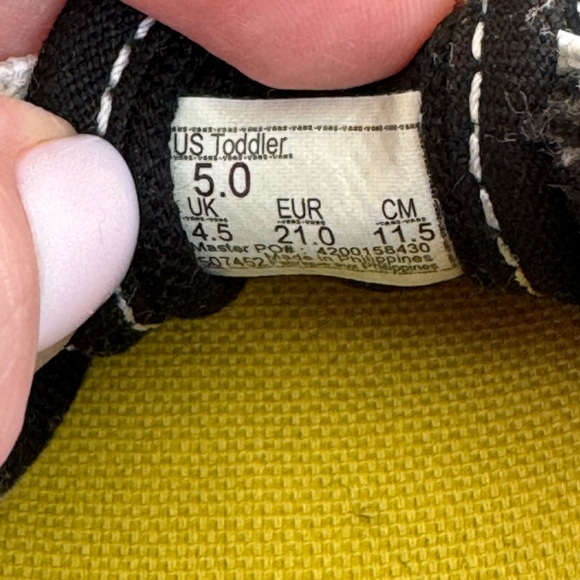 US Toddler
5.0
UK EUR CM
4.5 21.0 11.5
Master PO# : 4200158430
507452 Made in Philippines
Philippines